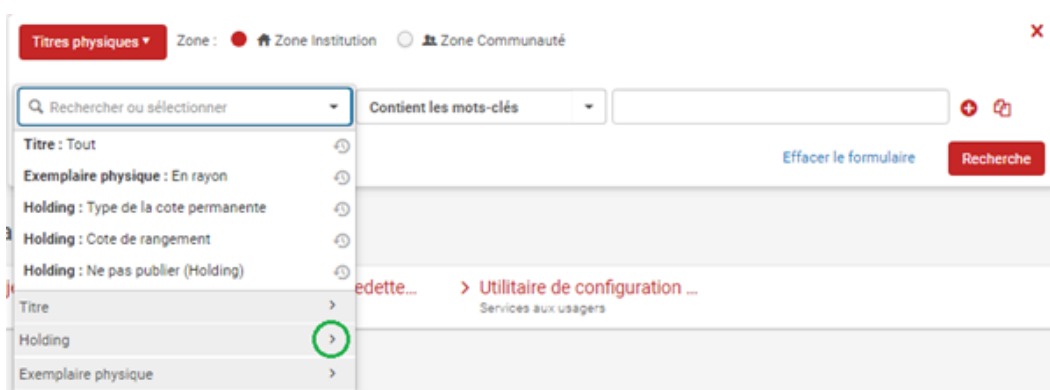 Titres physiques Zone : Zone Institution Zone Communauté
Rechercher ou sélectionner Contient les mots-clés
Titre : Tout
Effacer le formulaire Recherche
Exemplaire physique : En rayon
Holding : Type de la cote permanente
Holding : Cote de rangement
Holding : Ne pas publier (Holding)
edette... Utilitaire de configuration ...
Services aux usagers
Titre
Holding
Exemplaire physique